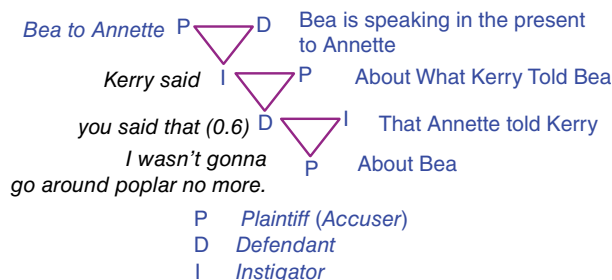 Bea to Annette P D Bea is speaking in the present
to Annette
Kerry said I P About What Kerry Told Bea
you said that (0.6) D I That Annette told Kerry
I wasn't gonna P About Bea
go around poplar no more.
P Plaintiff (Accuser)
D Defendant
I Instigator